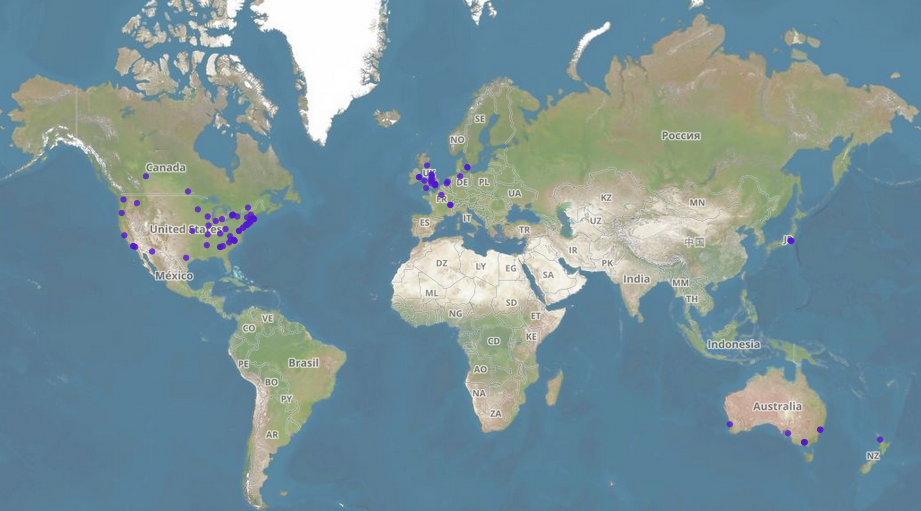 SE
NO
Россия
Canada
UK
DE
PL
UA
FR
KZ
IT
MN
ES
TR
UZ
United States
JP
中国
IR
PK
DZ
LY
EG
SA
India
México
MM
ML
SD
TH
NG
ET
VE
CO
KE
CD
Indonesia
Brasil
PE
AO
BO
NA
PY
Australia
ZA
AR
NZ